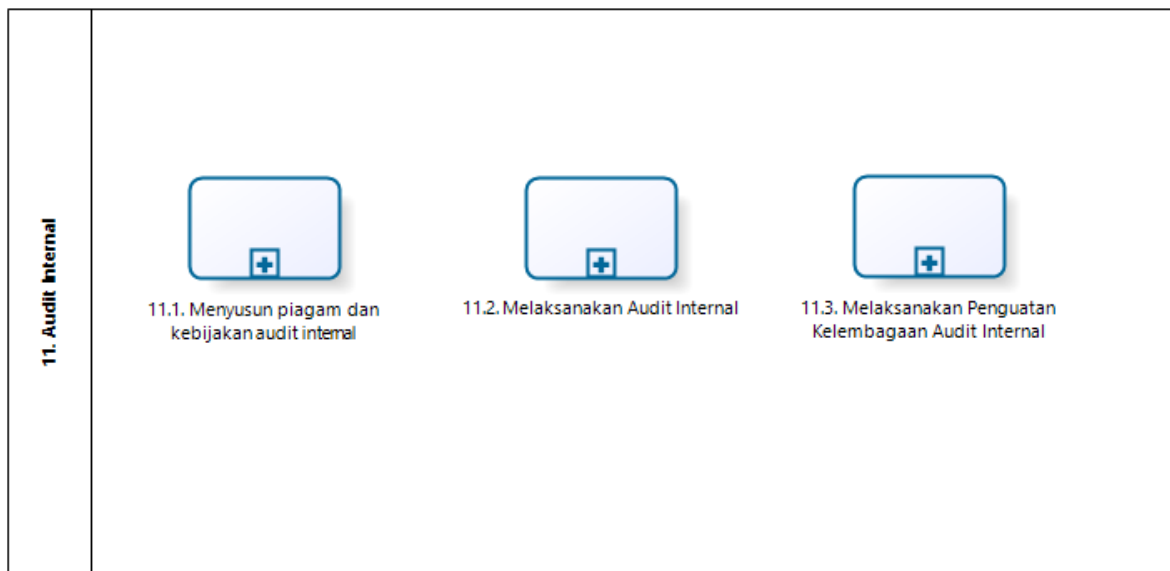 11. Audit Internal
11.1. Menyusun piagam dan
kebijakan audit internal
11.2. Melaksanakan Audit Internal
11.3. Melaksanakan Penguatan
Kelembagaan Audit Internal